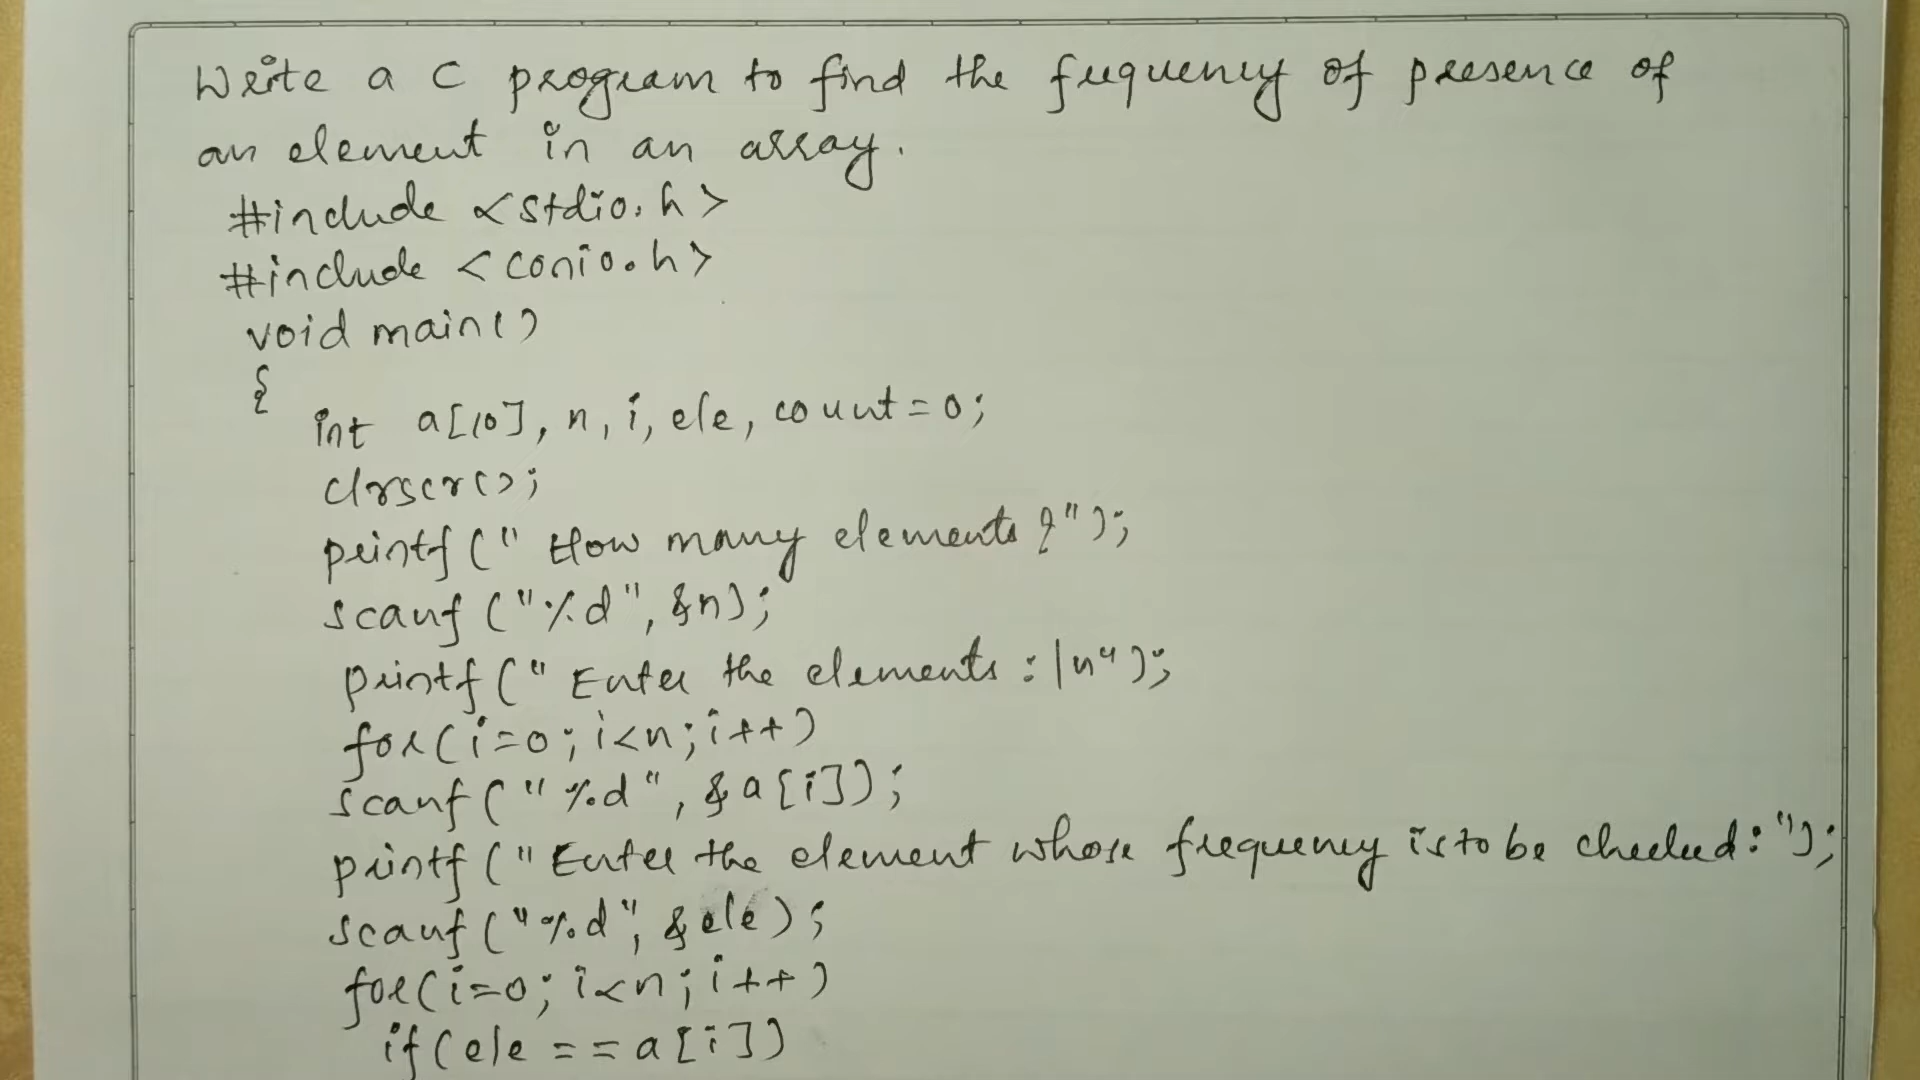 Write a C program to find the frequency of presence of
an element in an array.
#include <stdio.h>
#include <conio.h>
void main()
{
int a[10], n, i, ele, count=0;
clrscr();
printf(" How many elements ?");
scanf ("%d", &n);
printf(" Enter the elements :\n");
for(i=0; i<n; i++)
scanf("%d", &a[i]);
printf("Enter the element whose frequency is to be checked:");
scanf("%d", &ele);
for(i=0; i<n; i++)
if(ele == a[i])